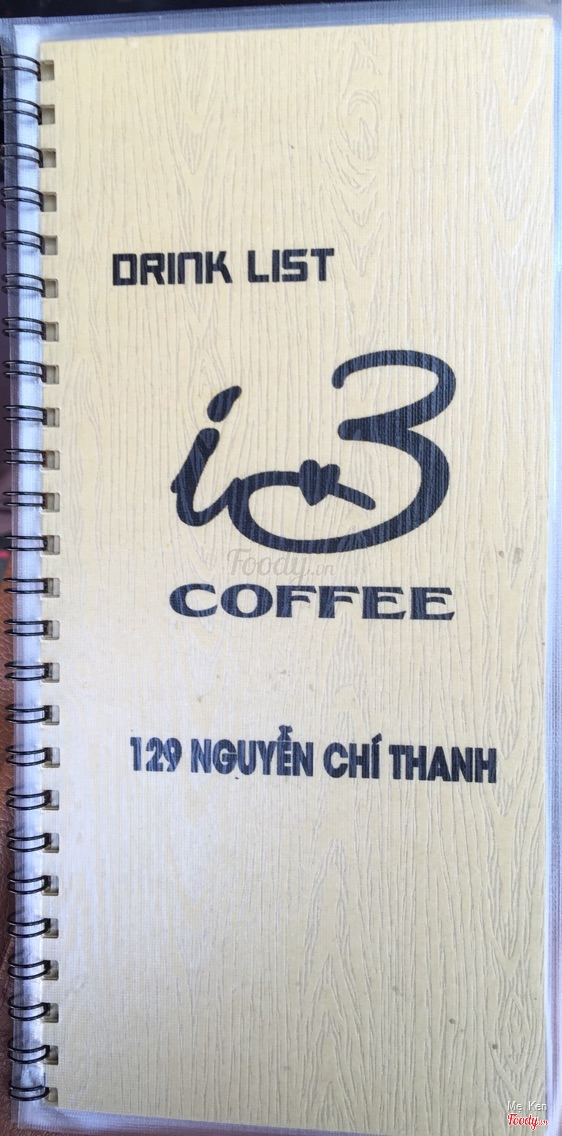 DRINK LIST
i3
Foody.vn
COFFEE
129 NGUYỄN CHÍ THANH
Me. Ken
Foody.vn